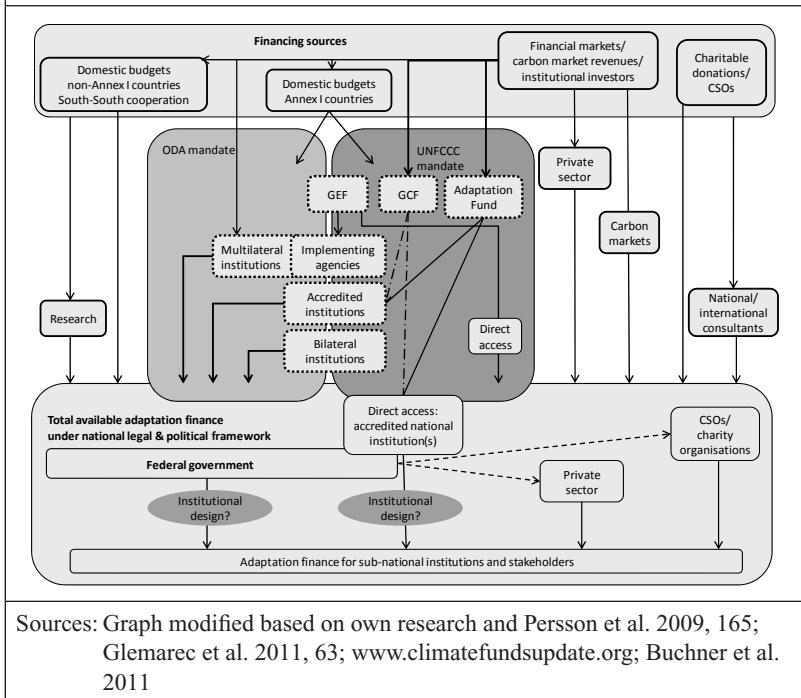 Financing sources
Domestic budgets
non-Annex I countries
South-South cooperation
Domestic budgets
Annex I countries
Financial markets/
carbon market revenues/
institutional investors
Charitable
donations/
CSOs
ODA mandate
UNFCCC
mandate
Private
sector
GEF
GCF
Adaptation
Fund
Multilateral
institutions
Implementing
agencies
Carbon
markets
Accredited
institutions
Research
Direct
access
National/
international
consultants
Bilateral
institutions
Total available adaptation finance
under national legal & political framework
Direct access:
accredited national
institution(s)
CSOs/
charity
organisations
Federal government
Private
sector
Institutional
design?
Institutional
design?
Adaptation finance for sub-national institutions and stakeholders
Sources: Graph modified based on own research and Persson et al. 2009, 165;
Glemarec et al. 2011, 63; www.climatefundsupdate.org; Buchner et al.
2011